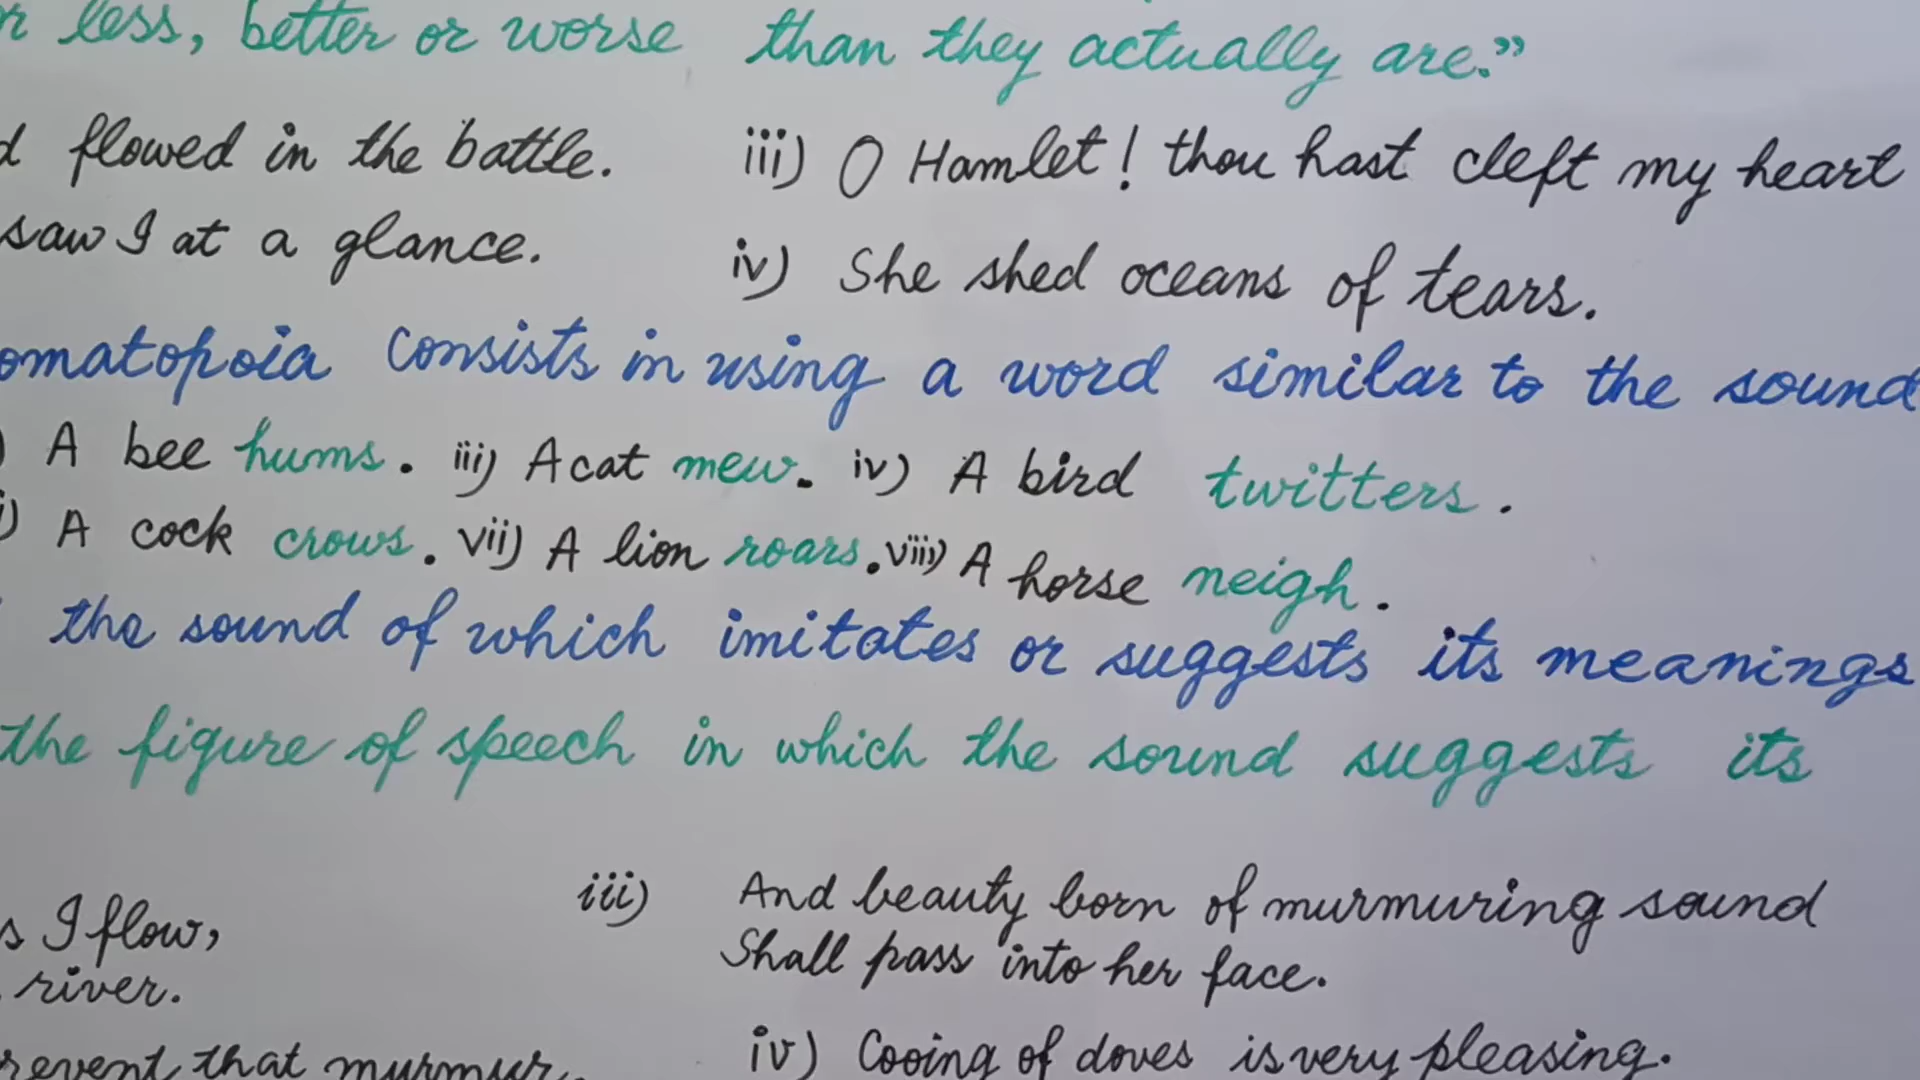 less, better or worse than they actually are."
flowed in the battle. iii) O Hamlet! thou hast cleft my heart
saw I at a glance. iv) She shed oceans of tears.
omatopoia consists in using a word similar to the sound
A bee hums. iii) A cat mew. iv) A bird twitters.
A cock crows. vii) A lion roars. viii) A horse neigh.
the sound of which imitates or suggests its meanings
the figure of speech in which the sound suggests its
s I flow, iii) And beauty born of murmuring sound
river. Shall pass into her face.
revent that murmur. iv) Cooing of doves is very pleasing.